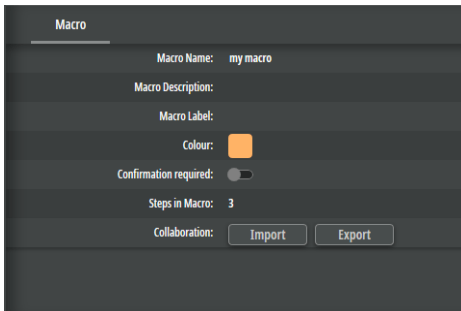 Macro
Macro Name: my macro
Macro Description:
Macro Label:
Colour:
Confirmation required:
Steps in Macro: 3
Collaboration: Import Export